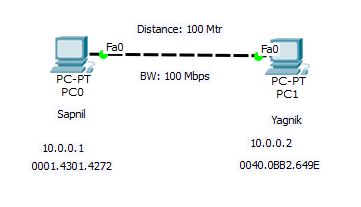 Distance: 100 Mtr
Fa0
Fa0
BW: 100 Mbps
PC-PT
PC0
PC-PT
PC1
Sapnil
Yagnik
10.0.0.1
10.0.0.2
0001.4301.4272
0040.0BB2.649E